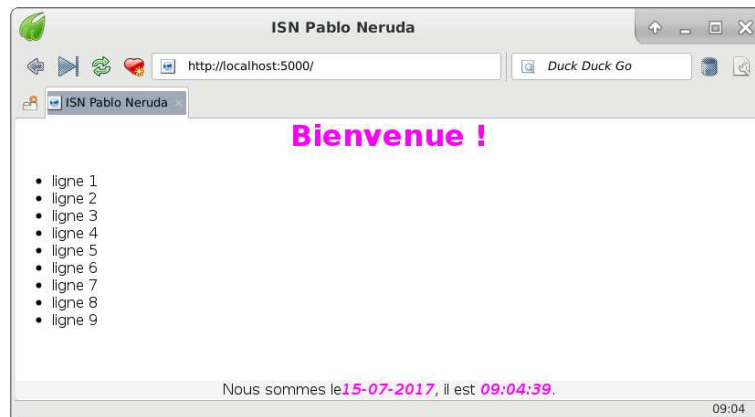 ISN Pablo Neruda
http://localhost:5000/
Duck Duck Go
ISN Pablo Neruda
Bienvenue !
ligne 1
ligne 2
ligne 3
ligne 4
ligne 5
ligne 6
ligne 7
ligne 8
ligne 9
Nous sommes le15-07-2017, il est 09:04:39.
09:04